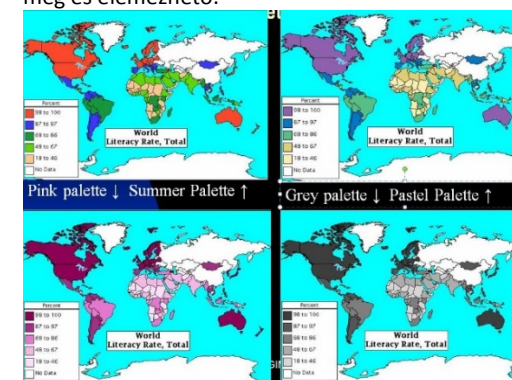 meg és elemezhető.
Percent
98 to 100
87 to 97
68 to 86
48 to 67
18 to 46
No Data
World
Literacy Rate, Total
Percent
98 to 100
87 to 97
68 to 86
48 to 67
18 to 46
No Data
World
Literacy Rate, Total
Pink palette ↓ Summer Palette ↑
Grey palette ↓ Pastel Palette ↑
Percent
98 to 100
87 to 97
68 to 86
48 to 67
18 to 46
No Data
World
Literacy Rate, Total
Percent
98 to 100
87 to 97
68 to 86
48 to 67
18 to 46
No Data
World
Literacy Rate, Total